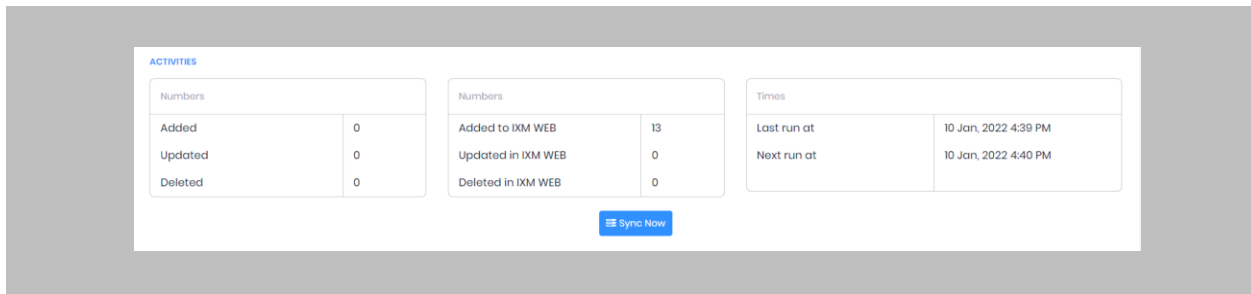 ACTIVITIES
Numbers
Added 0
Updated 0
Deleted 0
Numbers
Added to IXM WEB 13
Updated in IXM WEB 0
Deleted in IXM WEB 0
Times
Last run at 10 Jan, 2022 4:39 PM
Next run at 10 Jan, 2022 4:40 PM
Sync Now